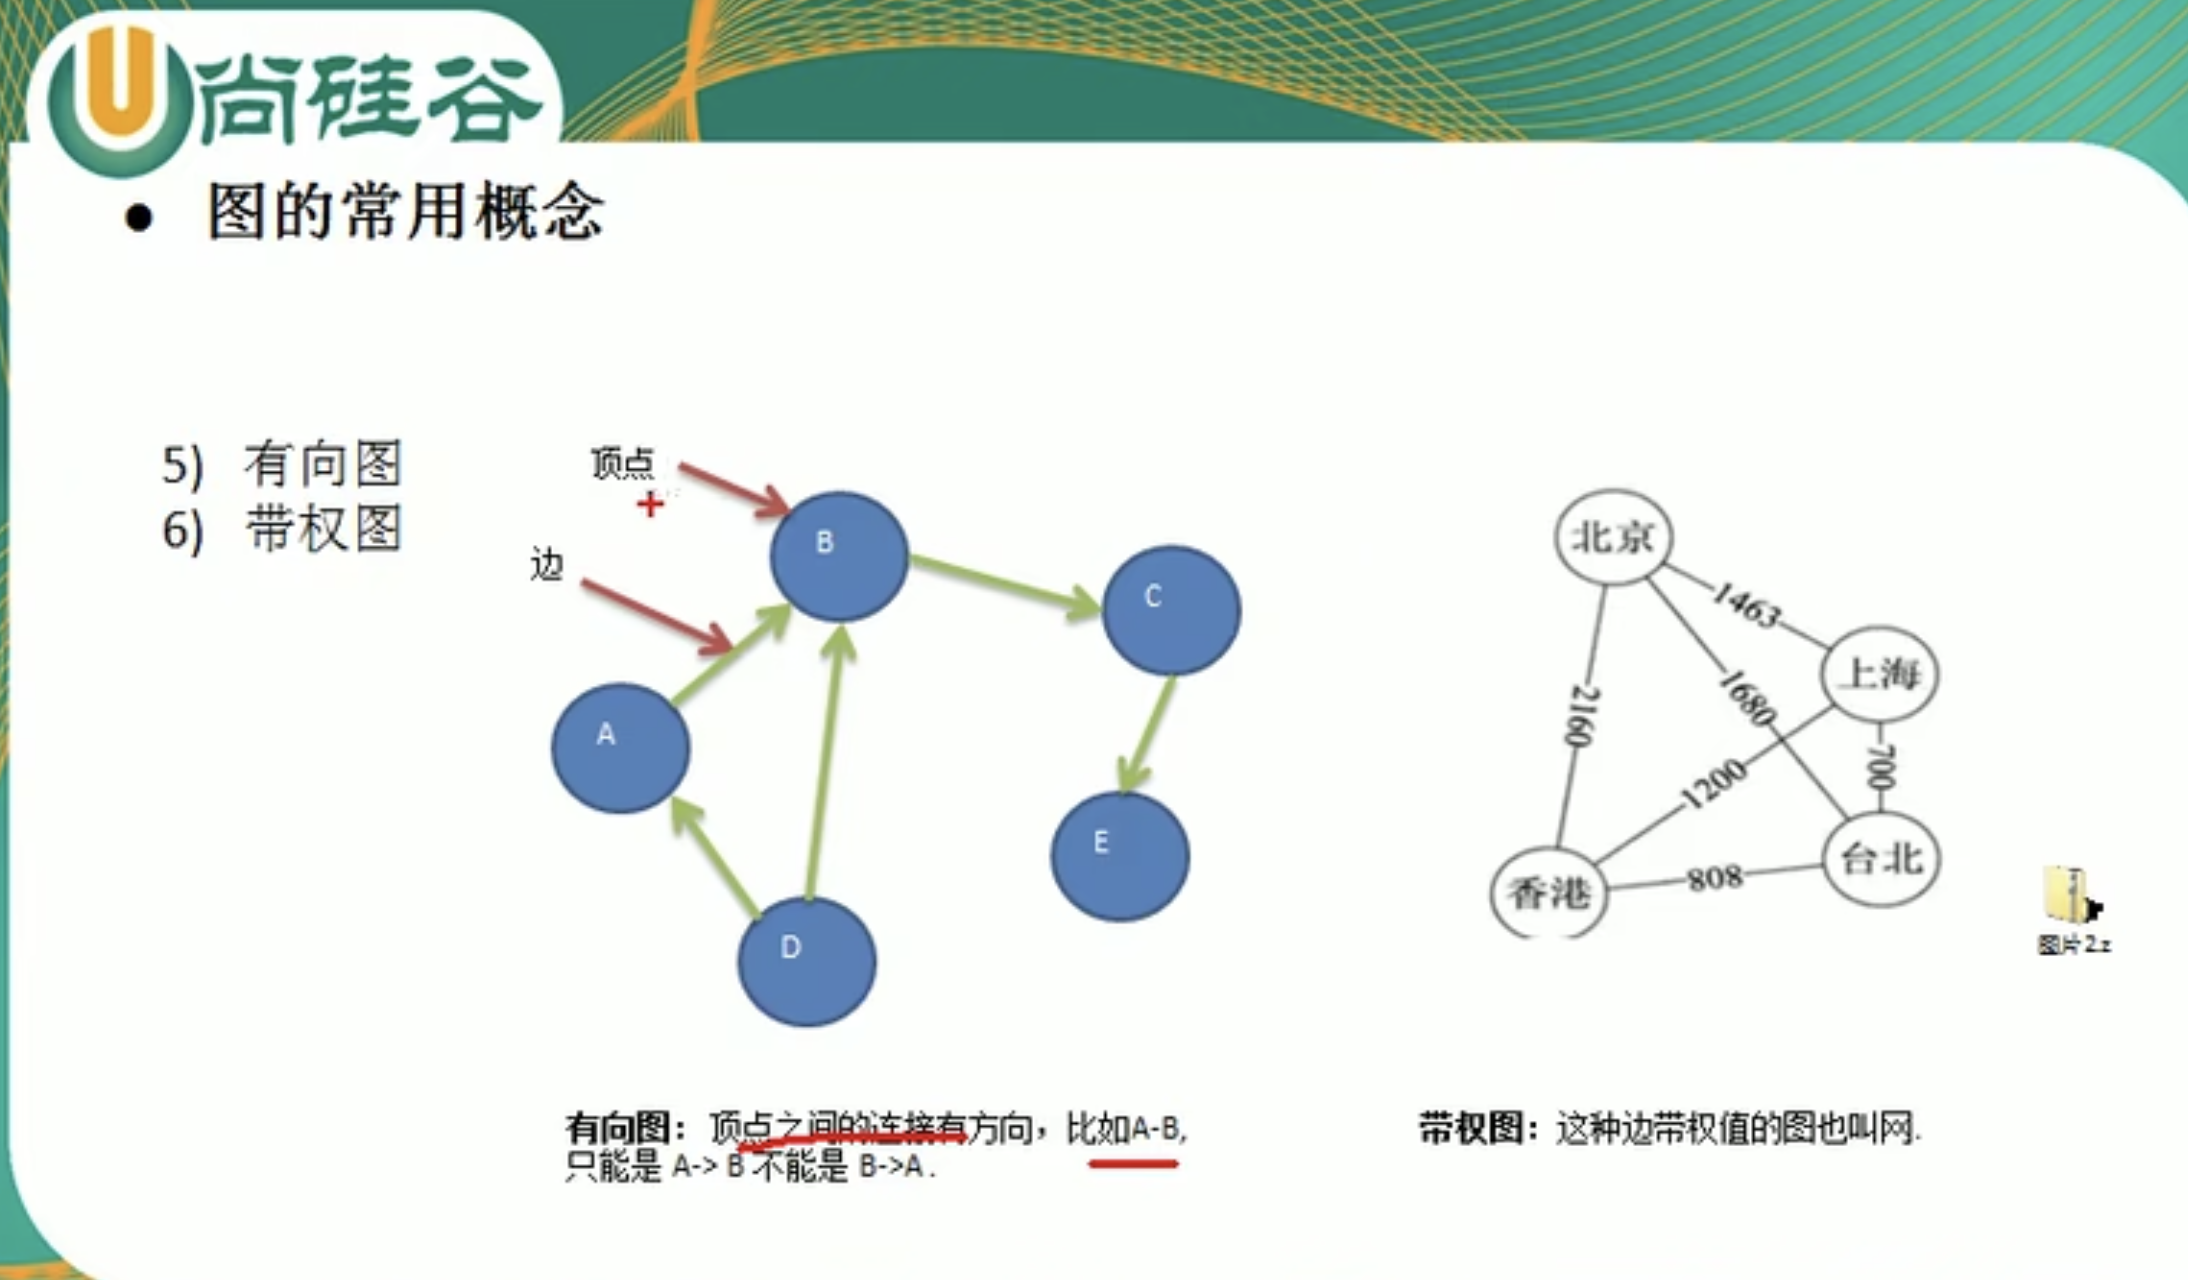 尚硅谷
● 图的常用概念
5) 有向图
6) 带权图
顶点
边
B
C
A
E
D
北京
1463
上海
2160
1680
1200
700
香港
808
台北
图片2.z
有向图：顶点之间的连接有方向，比如A-B,
只能是 A-> B 不能是 B->A .
带权图：这种边带权值的图也叫网.